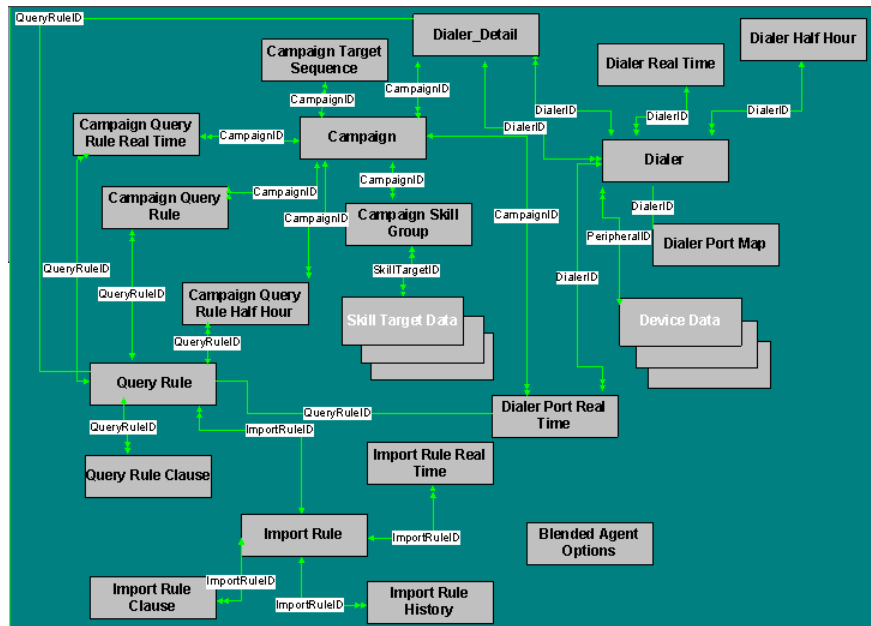 QueryRuleID
Dialer_Detail
Dialer Half Hour
Campaign Target
Sequence
Dialer Real Time
CampaignID
CampaignID
DialerID
DialerID
DialerID
Campaign Query
Rule Real Time
CampaignID
Campaign
DialerID
Dialer
CampaignID
CampaignID
DialerID
Campaign Query
Rule
CampaignID
Campaign Skill
Group
CampaignID
PeripheralID
Dialer Port Map
QueryRuleID
SkillTargetID
DialerID
QueryRuleID
Campaign Query
Rule Half Hour
Skill Target Data
Device Data
QueryRuleID
Query Rule
QueryRuleID
Dialer Port Real
Time
QueryRuleID
ImportRuleID
Query Rule Clause
Import Rule Real
Time
Import Rule
ImportRuleID
Blended Agent
Options
ImportRuleID
Import Rule
Clause
ImportRuleID
Import Rule
History